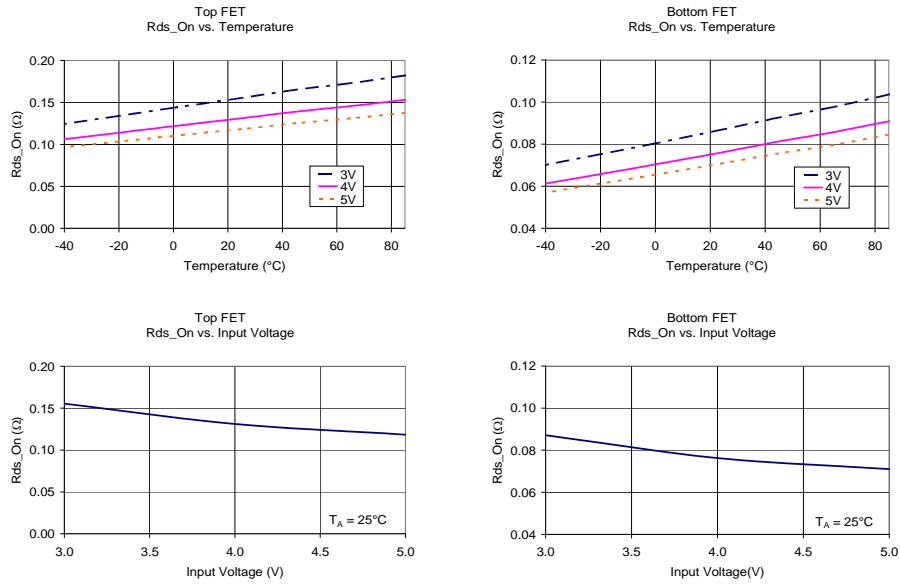 Top FET
Rds_On vs. Temperature
0.20
0.15
0.10
0.05
0.00
Rds_On (Ω)
3V
4V
5V
-40 -20 0 20 40 60 80
Temperature (°C)
Bottom FET
Rds_On vs. Temperature
0.12
0.10
0.08
0.06
0.04
Rds_On (Ω)
3V
4V
5V
-40 -20 0 20 40 60 80
Temperature (°C)
Top FET
Rds_On vs. Input Voltage
0.20
0.15
0.10
0.05
0.00
Rds_On (Ω)
T_A = 25°C
3.0 3.5 4.0 4.5 5.0
Input Voltage (V)
Bottom FET
Rds_On vs. Input Voltage
0.12
0.10
0.08
0.06
0.04
Rds_On (Ω)
T_A = 25°C
3.0 3.5 4.0 4.5 5.0
Input Voltage(V)